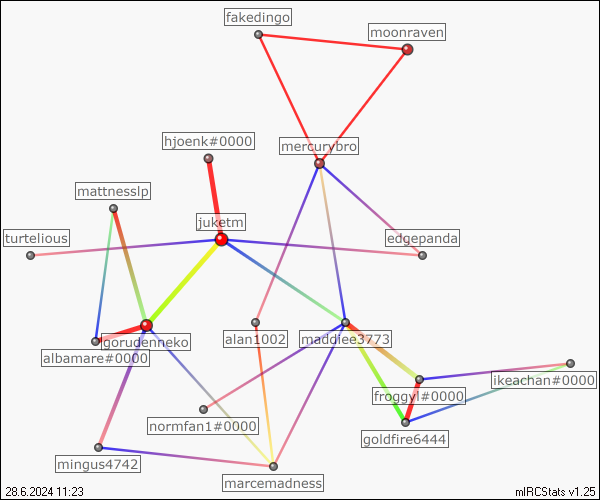 fakedingo
moonraven
hjoenk#0000
mercurybro
mattnesslp
juketm
turtelious
edgepanda
gorudenneko
alan1002
maddiee3773
albamare#0000
ikeachan#0000
froggyl#0000
normfan1#0000
goldfire6444
mingus4742
marcemadness
28.6.2024 11:23
mIRCStats v1.25